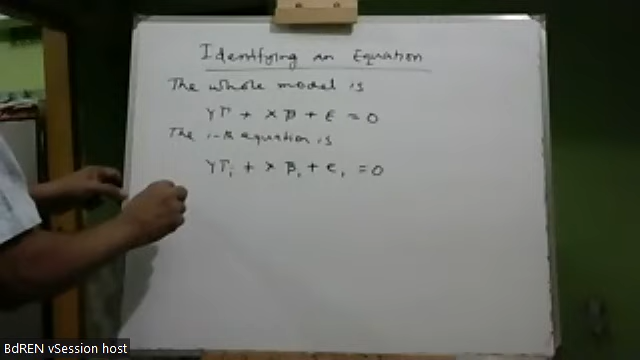 Identifying an Equation
The whole model is
YΓ + XB + E = 0
The i-th equation is
YΓi + XBi + Ei = 0
BdREN vSession host